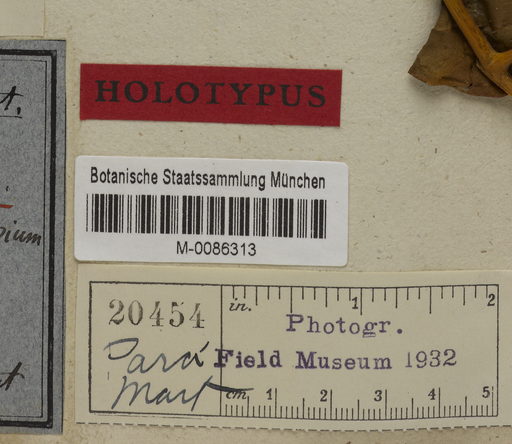 HOLOTYPUS
Botanische Staatssammlung München
M-0086313
20454
Pará
Mart
in. 1 2
Photogr.
Field Museum 1932
cm. 1 2 3 4 5